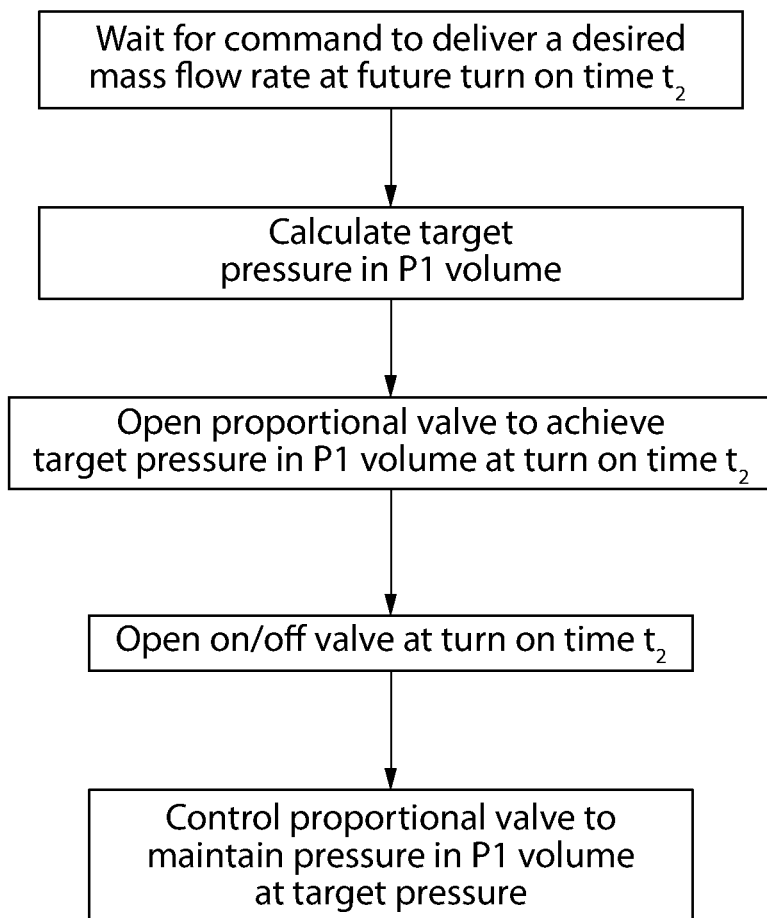 Wait for command to deliver a desired
mass flow rate at future turn on time t₂
Calculate target
pressure in P1 volume
Open proportional valve to achieve
target pressure in P1 volume at turn on time t₂
Open on/off valve at turn on time t₂
Control proportional valve to
maintain pressure in P1 volume
at target pressure